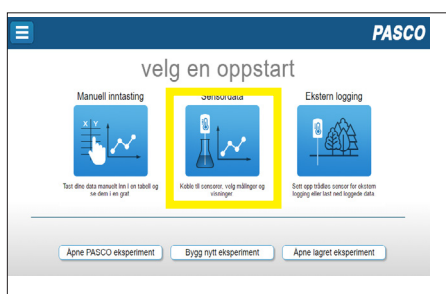 PASCO
velg en oppstart
Manuell inntasting
Sensordata
Ekstern logging
X Y
Tast dine data manuelt inn i en tabell og
se dem i en graf
Koble til sensorer, velg målinger og
visninger
Sett opp trådløs sensor for ekstern
logging eller last ned loggede data
Åpne PASCO eksperiment
Bygg nytt eksperiment
Åpne lagret eksperiment